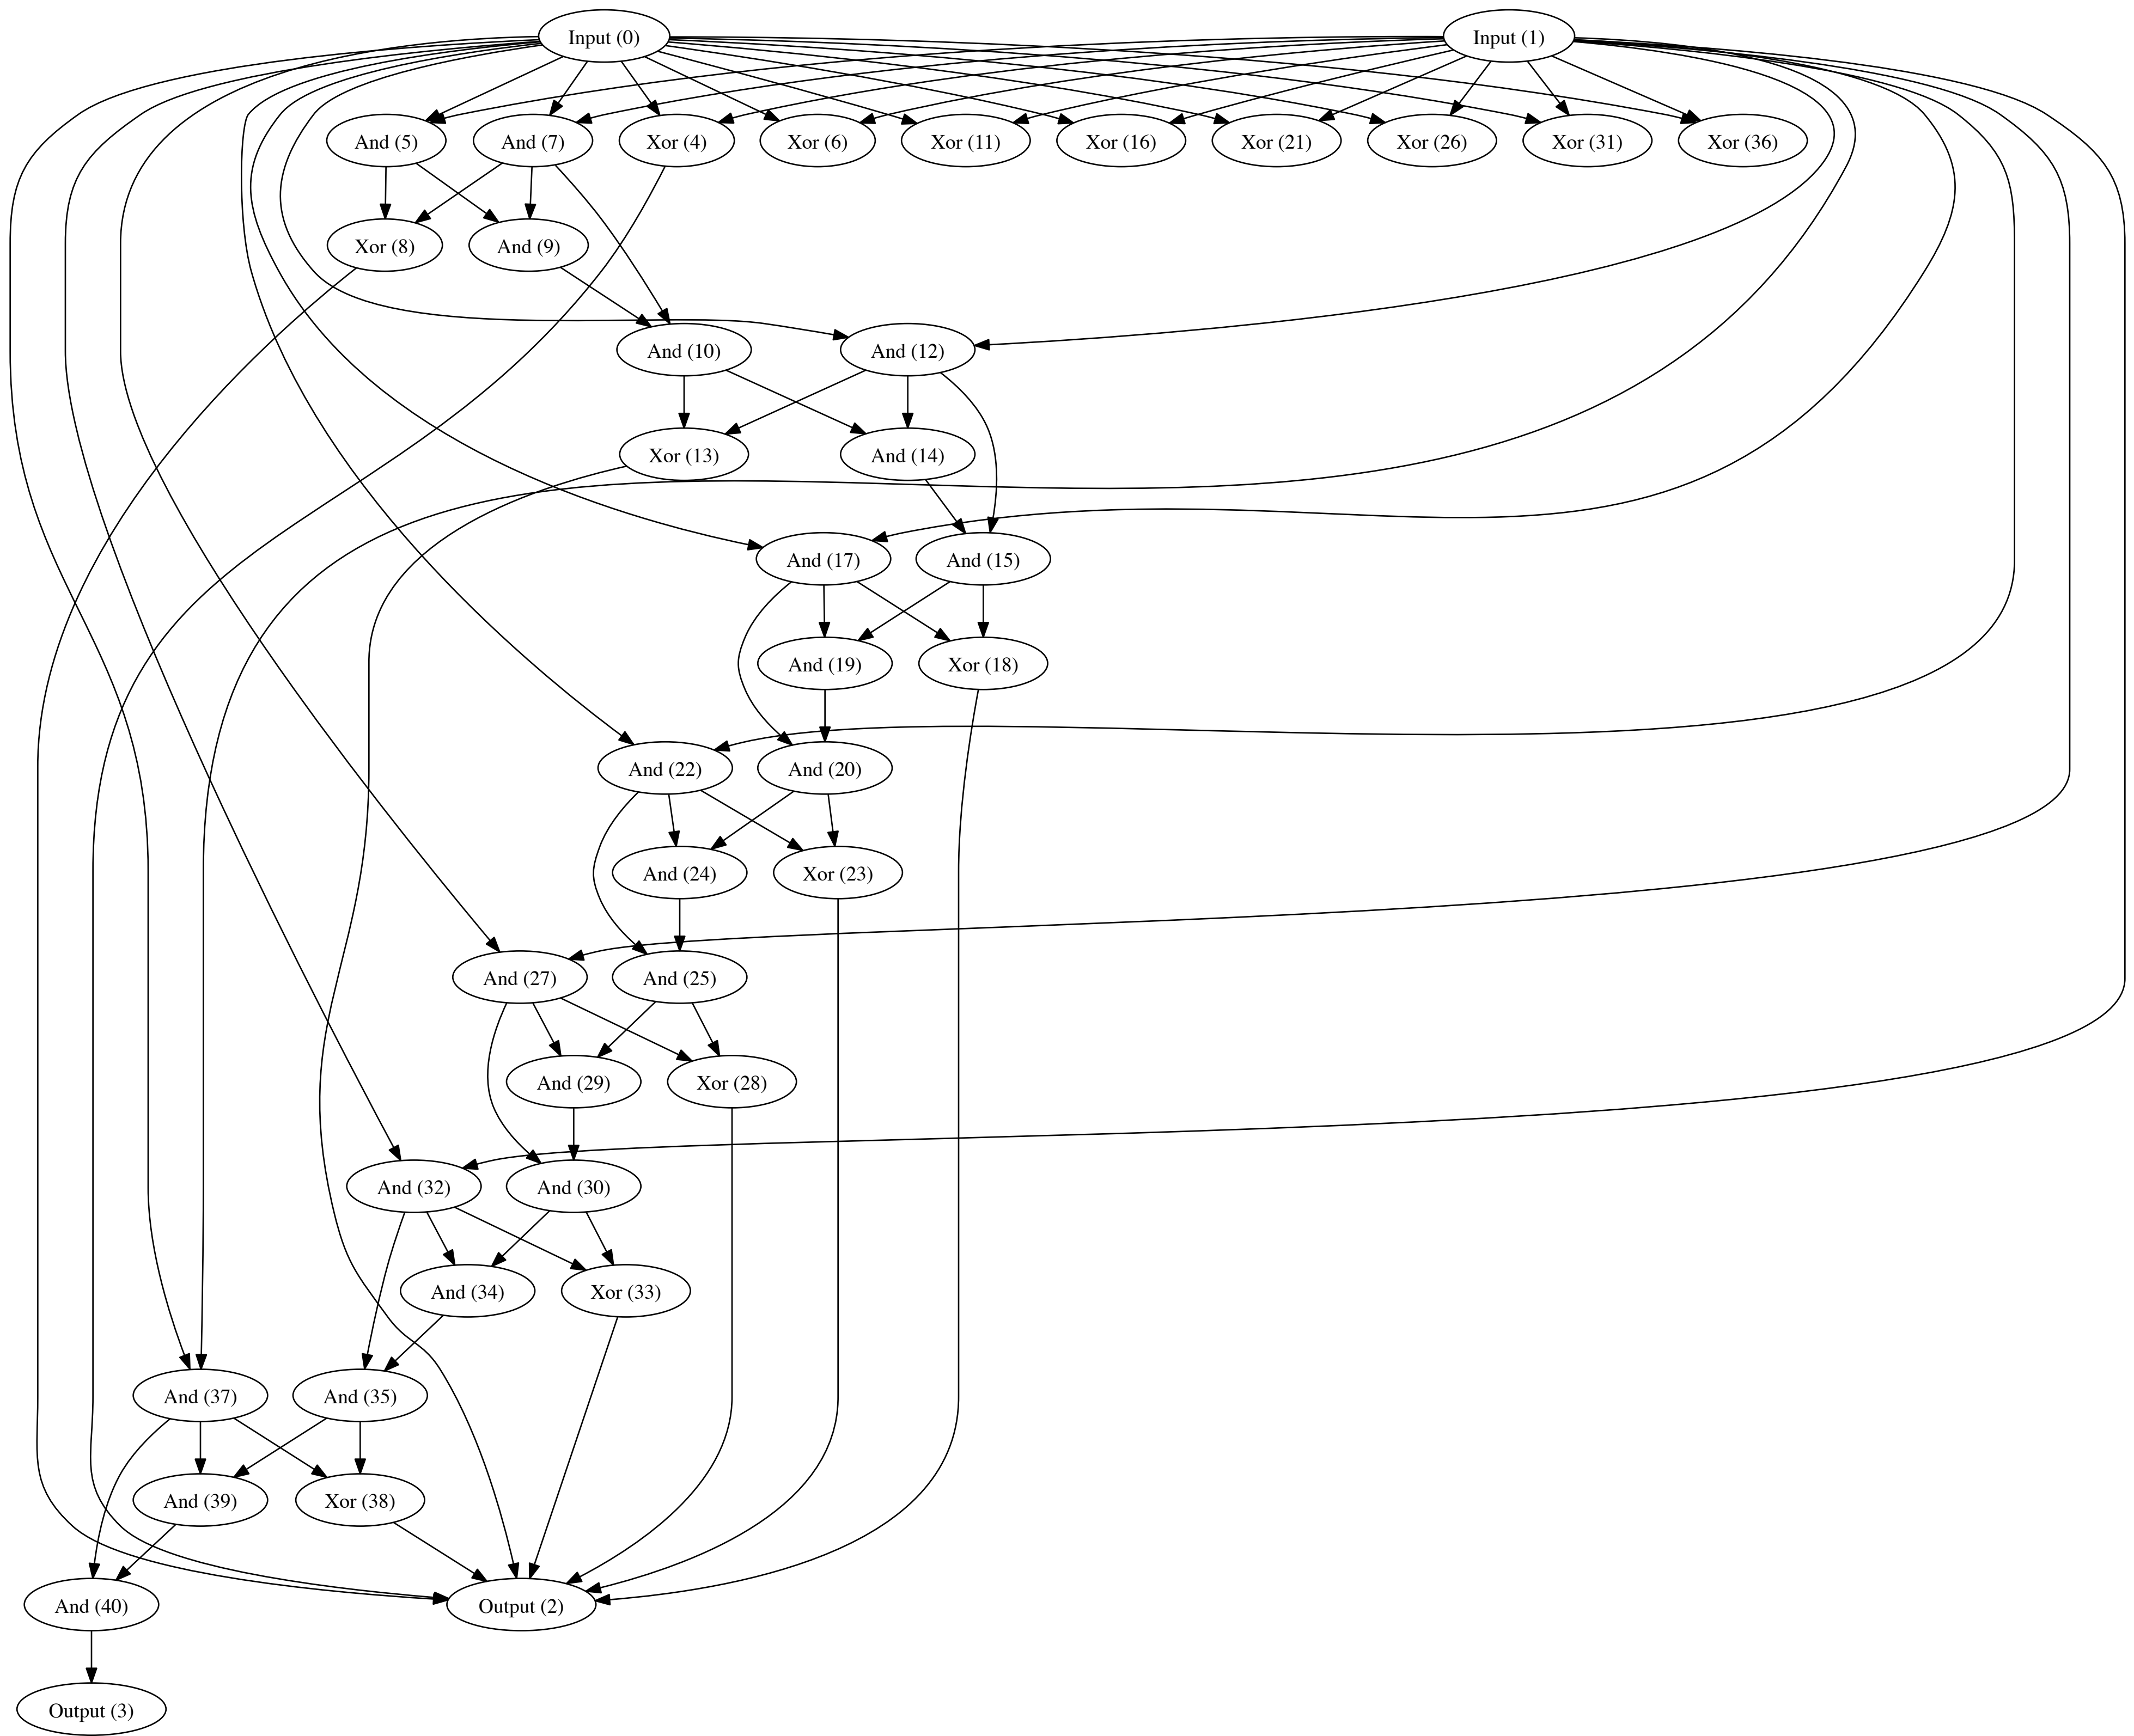 Input (0)
Input (1)
And (5)
And (7)
Xor (4)
Xor (6)
Xor (11)
Xor (16)
Xor (21)
Xor (26)
Xor (31)
Xor (36)
Xor (8)
And (9)
And (10)
And (12)
Xor (13)
And (14)
And (17)
And (15)
And (19)
Xor (18)
And (22)
And (20)
And (24)
Xor (23)
And (27)
And (25)
And (29)
Xor (28)
And (32)
And (30)
And (34)
Xor (33)
And (37)
And (35)
And (39)
Xor (38)
And (40)
Output (2)
Output (3)